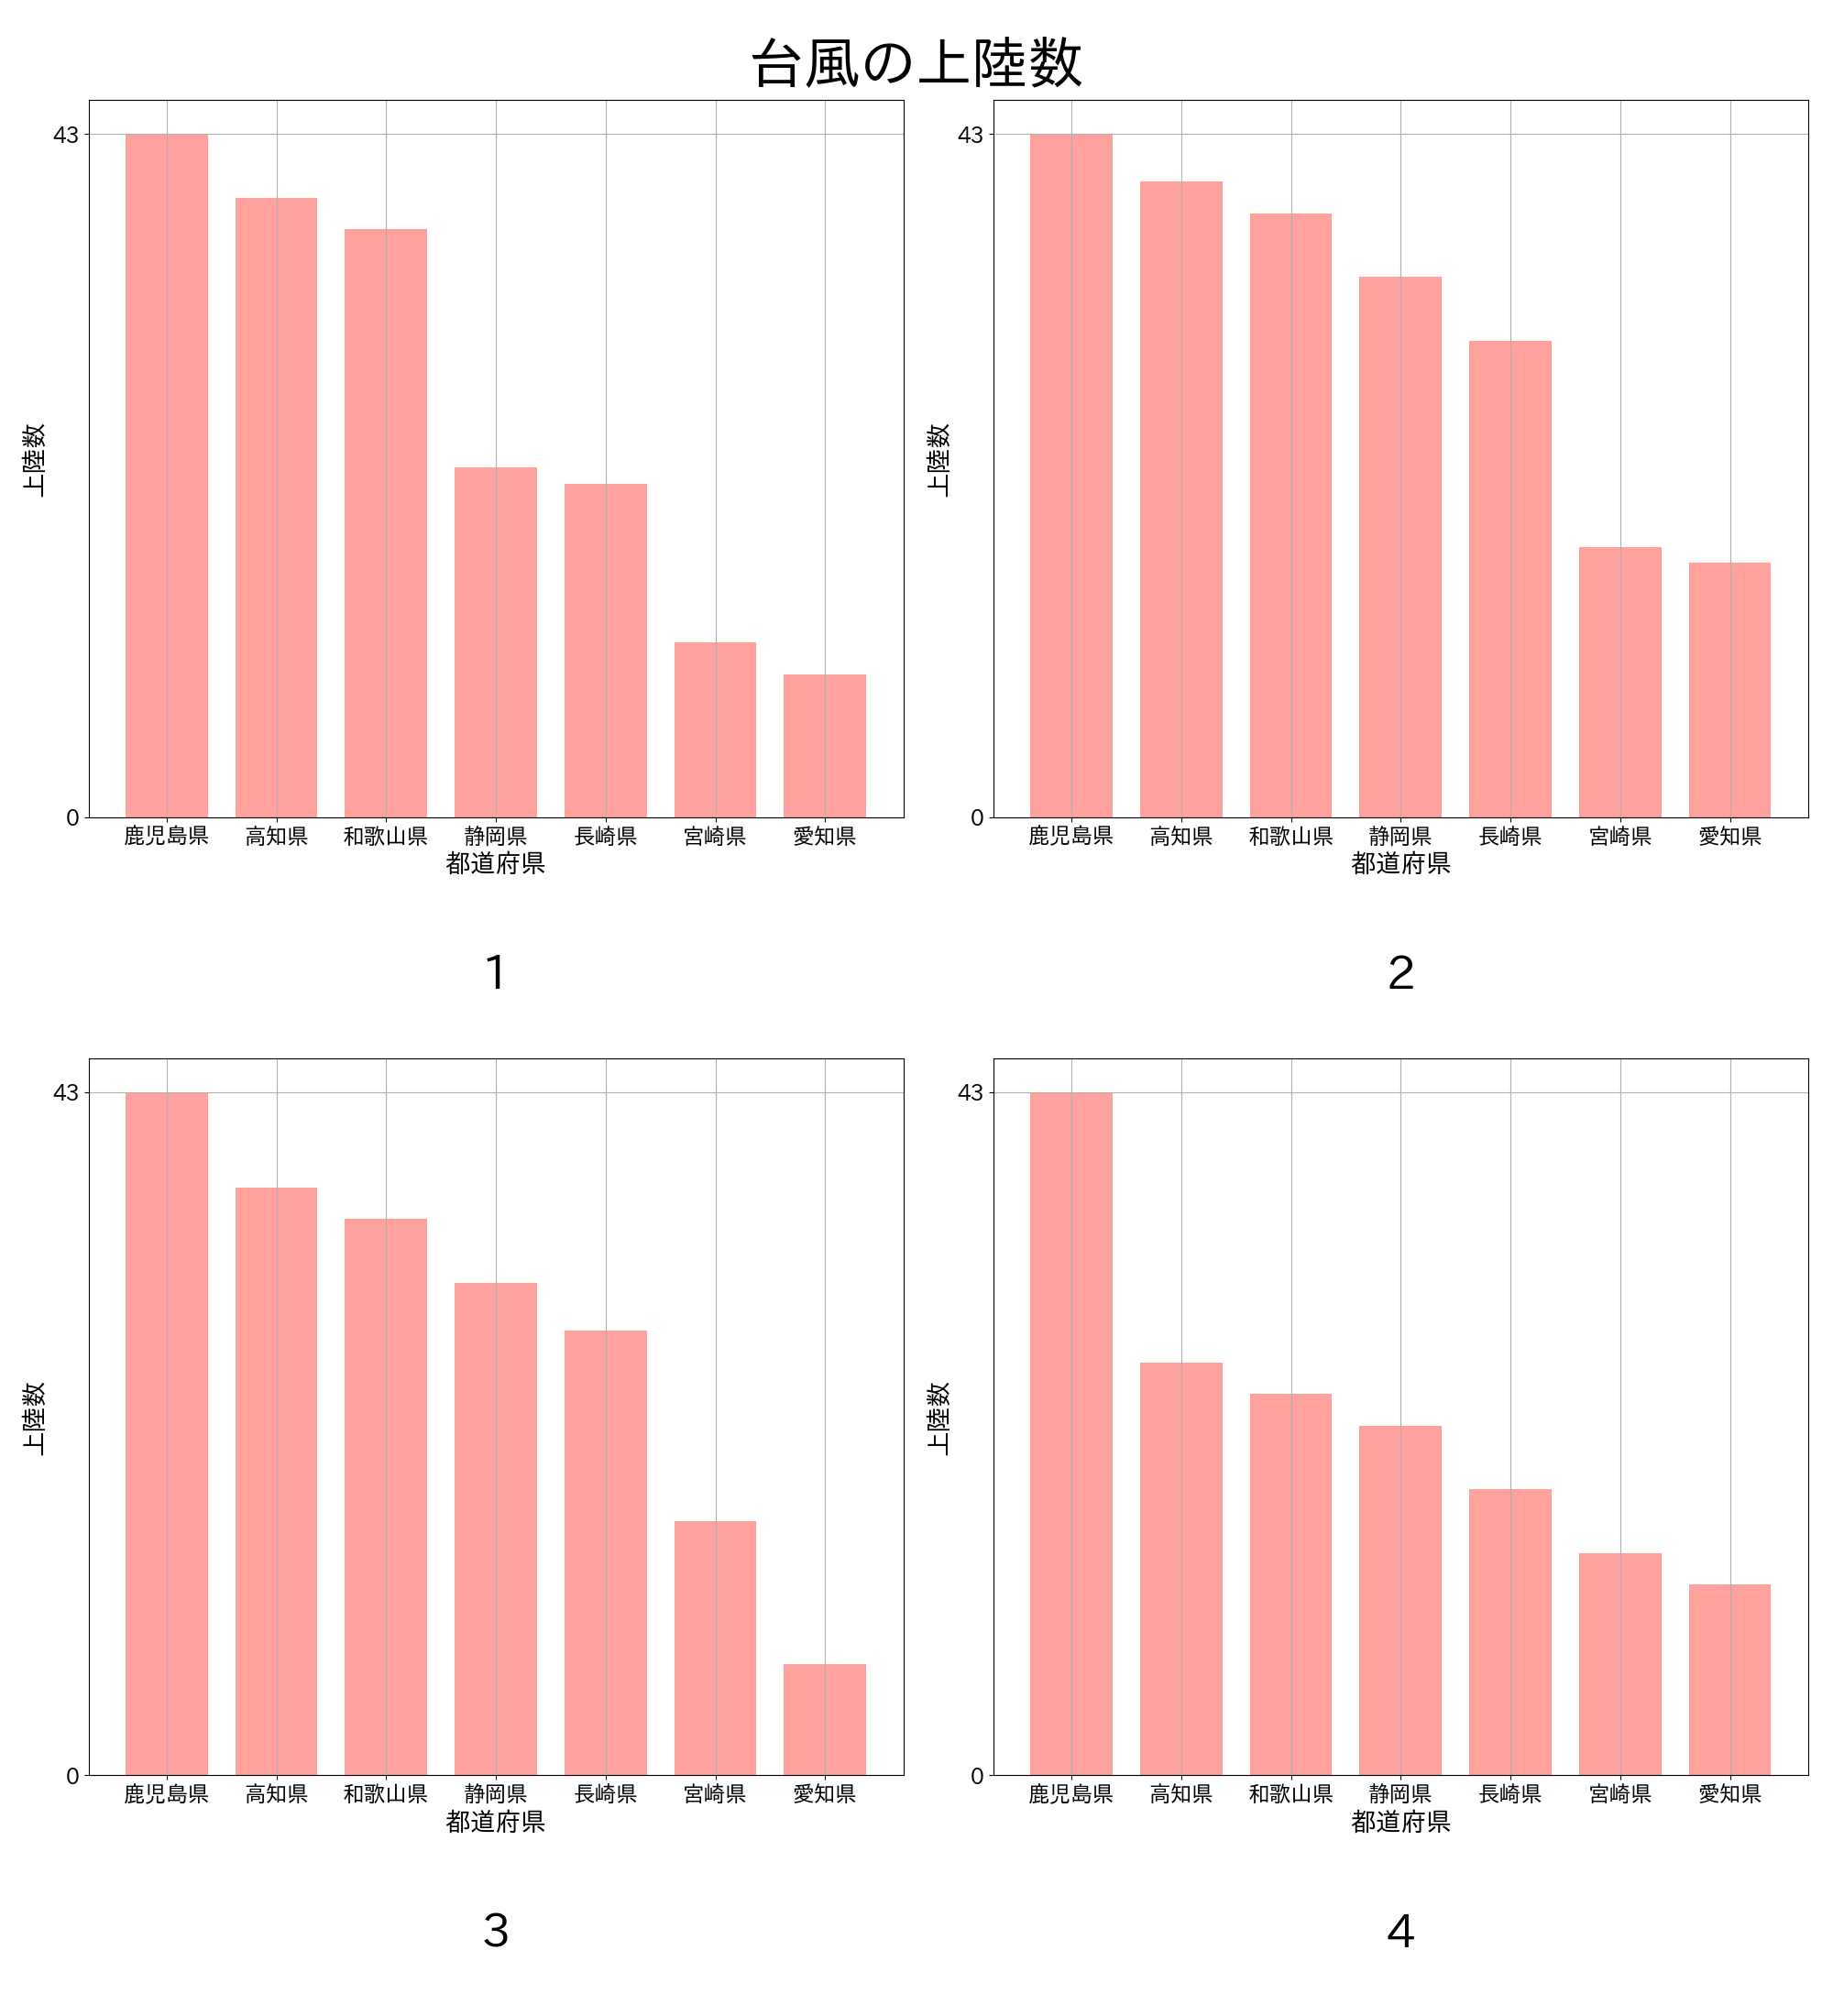 台風の上陸数
43
0
上陸数
鹿児島県 高知県 和歌山県 静岡県 長崎県 宮崎県 愛知県
都道府県
1
43
0
上陸数
鹿児島県 高知県 和歌山県 静岡県 長崎県 宮崎県 愛知県
都道府県
2
43
0
上陸数
鹿児島県 高知県 和歌山県 静岡県 長崎県 宮崎県 愛知県
都道府県
3
43
0
上陸数
鹿児島県 高知県 和歌山県 静岡県 長崎県 宮崎県 愛知県
都道府県
4